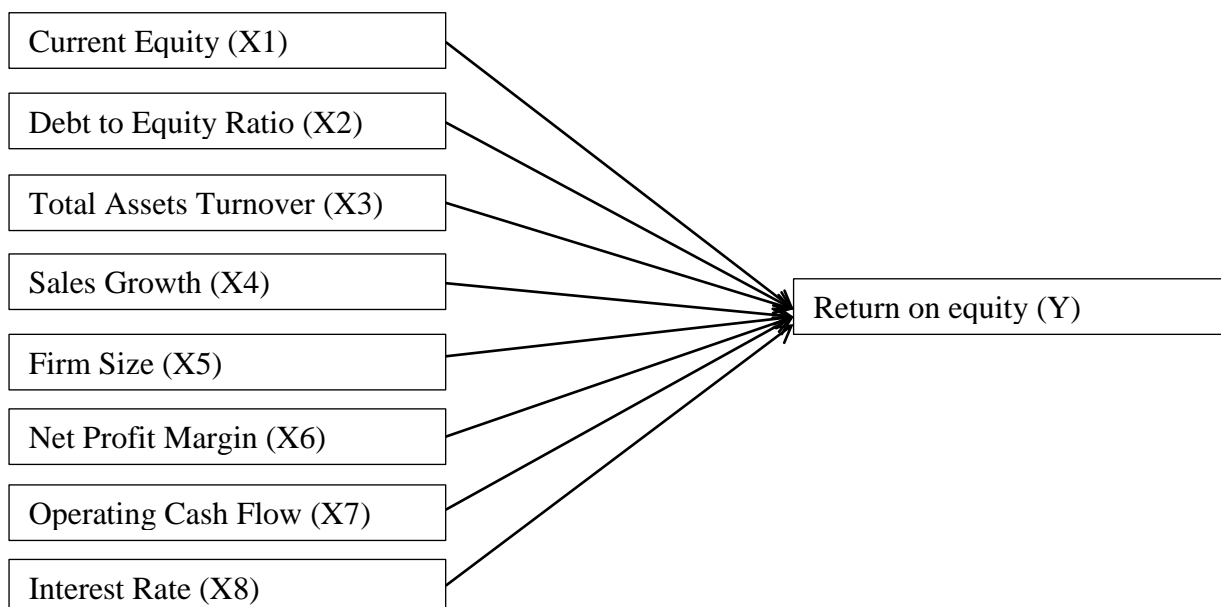 Current Equity (X1)
Debt to Equity Ratio (X2)
Total Assets Turnover (X3)
Sales Growth (X4)
Return on equity (Y)
Firm Size (X5)
Net Profit Margin (X6)
Operating Cash Flow (X7)
Interest Rate (X8)